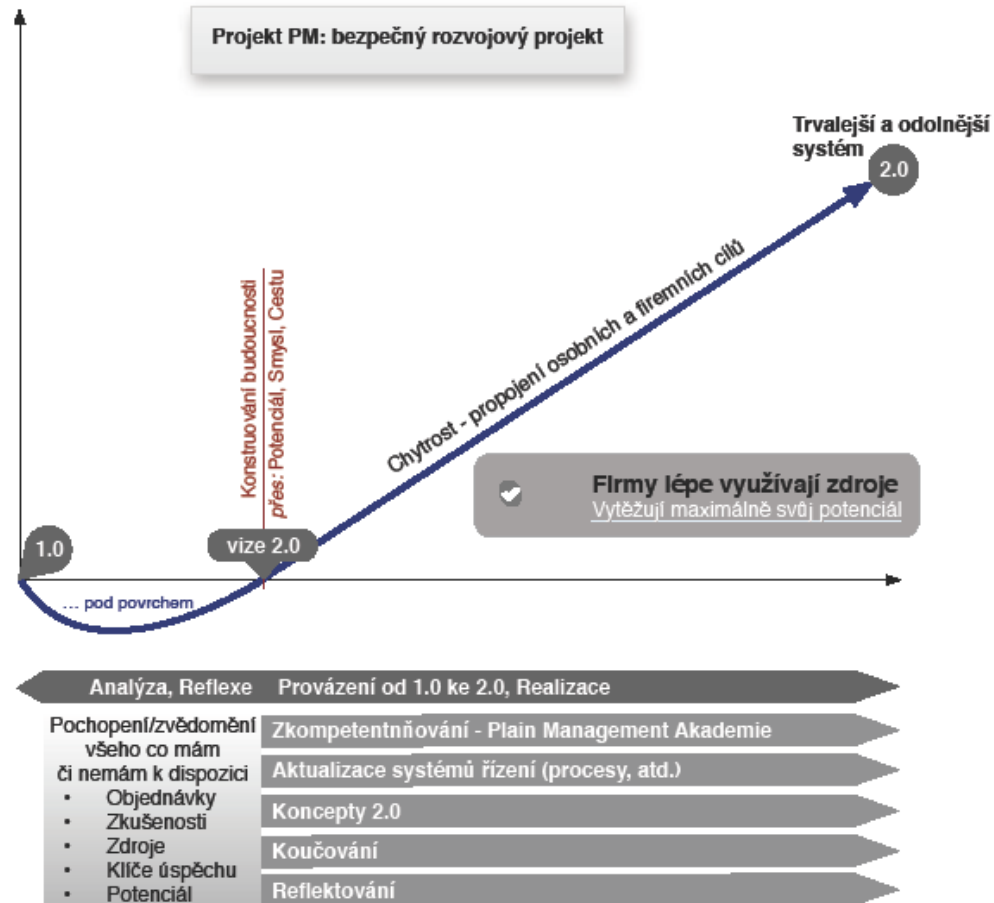 Projekt PM: bezpečný rozvojový projekt
Trvalejší a odolnější
systém
2.0
Chytrost - propojení osobních a firemních cílů
Konstruování budoucnosti
přes: Potenciál, Smysl, Cestu
Firmy lépe využívají zdroje
Vytěžují maximálně svůj potenciál
1.0
vize 2.0
... pod povrchem
Analýza, Reflexe
Provázení od 1.0 ke 2.0, Realizace
Pochopení/zvědomění
všeho co mám
či nemám k dispozici
• Objednávky
• Zkušenosti
• Zdroje
• Klíče úspěchu
• Potenciál
Zkompetentnňování - Plain Management Akademie
Aktualizace systémů řízení (procesy, atd.)
Koncepty 2.0
Koučování
Reflektování